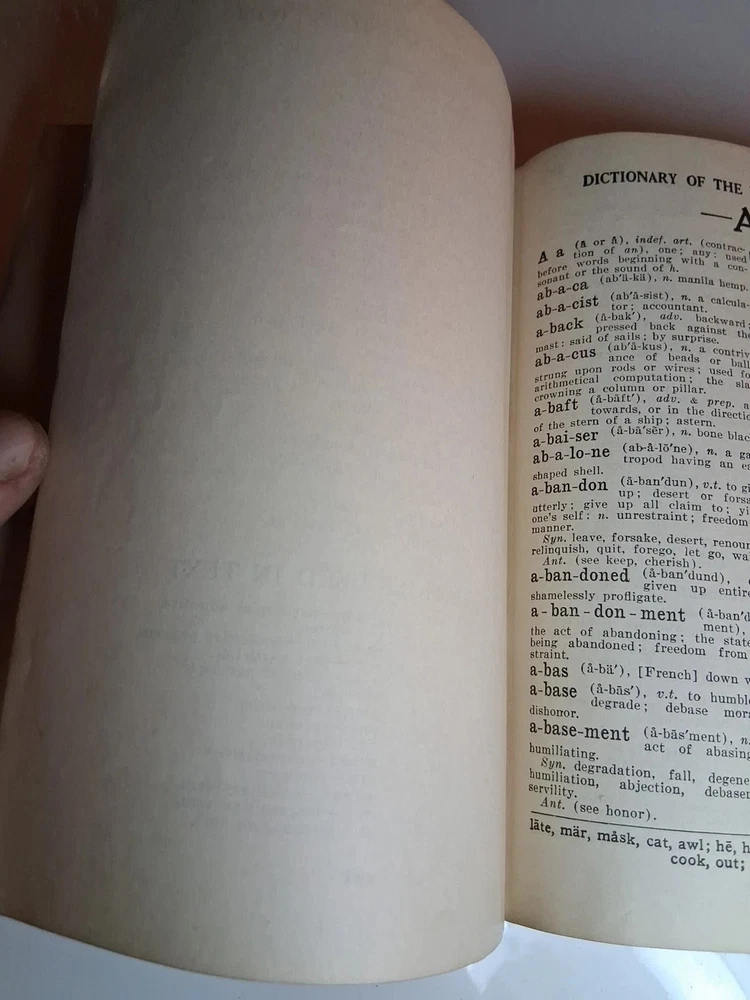 DICTIONARY OF THE
—A
A a (ā or å), indef. art. (contrac-
tion of an), one; any: used
before words beginning with a con-
sonant or the sound of h.
ab-a-ca (ab'ä-kä), n. manila hemp.
ab-a-cist (ab'å-sist), n. a calcula-
tor; accountant.
a-back (å-bak'), adv. backward;
pressed back against the
mast: said of sails; by surprise.
ab-a-cus (ab'å-kus), n. a contriv
ance of beads or ball
strung upon rods or wires; used fo
arithmetical computation; the sla
crowning a column or pillar.
a-baft (å-båft'), adv. & prep. a
towards, or in the directio
of the stern of a ship; astern.
a-bai-ser (å-bā'sẽr), n. bone blac
ab-a-lo-ne (ab-å-lō'ne), n. a ga
tropod having an ea
shaped shell.
a-ban-don (å-ban'dun), v.t. to gi
up; desert or forsa
utterly; give up all claim to; yi
one's self: n. unrestraint; freedom
manner.
Syn. leave, forsake, desert, renou
relinquish, quit, forego, let go, wa
Ant. (see keep, cherish).
a-ban-doned (å-ban'dund),
given up entire
shamelessly profligate.
a-ban-don-ment (å-ban'd
ment),
the act of abandoning; the state
being abandoned; freedom from
straint.
a-bas (å-bä'), [French] down w
a-base (å-bās'), v.t. to humbl
degrade; debase mor
dishonor.
a-base-ment (å-bās'ment), n.
act of abasing
humiliating.
Syn. degradation, fall, degene
humiliation, abjection, debasem
servility.
Ant. (see honor).
lāte, mär, måsk, cat, awl; hē, h
cook, out;